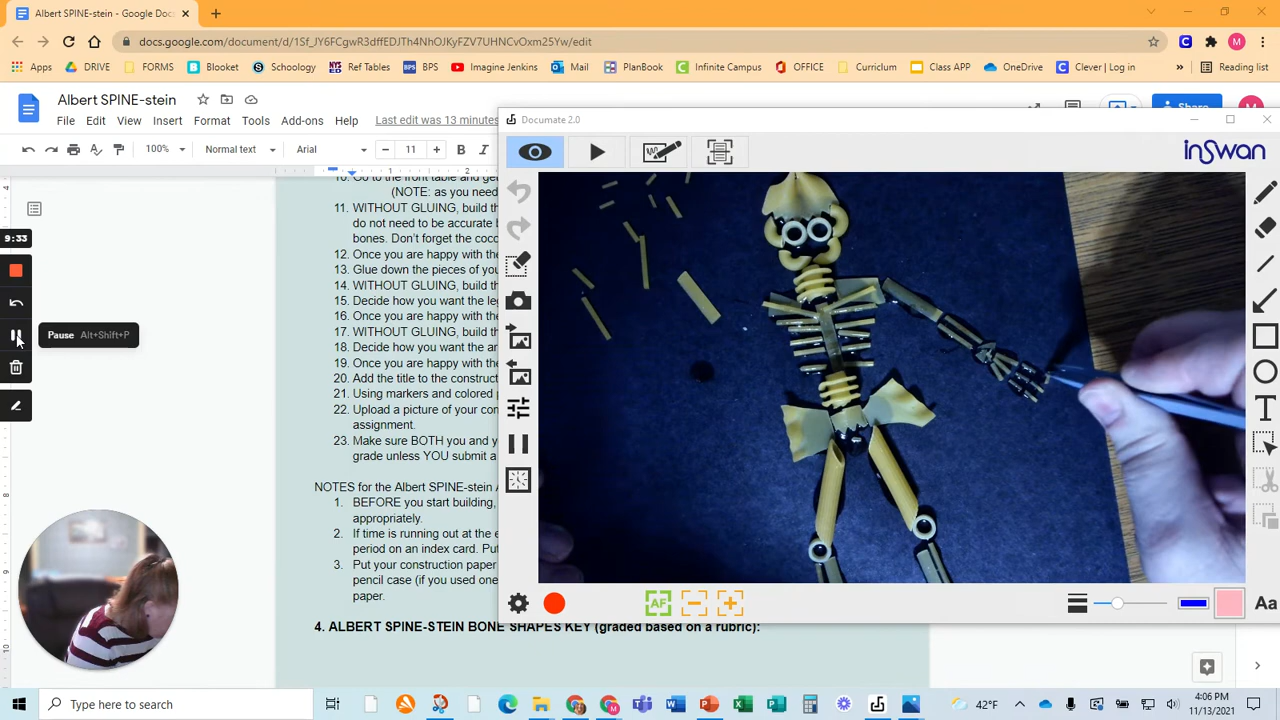 Albert SPINE-stein - Google Doc
docs.google.com/document/d/1Sf_JY6FCgwR3dffEDJTh4NhOJKyFZV7UHNCvOxm25Yw/edit
Apps DRIVE FORMS Blooket Schoology Ref Tables BPS Imagine Jenkins Mail PlanBook Infinite Campus OFFICE Curriclum Class APP OneDrive Clever | Log in » Reading list
Albert SPINE-stein
Share
File Edit View Insert Format Tools Add-ons Help Last edit was 13 minutes
Documate 2.0
100% Normal text Arial 11 B I
inSwan
(NOTE: as you need
11. WITHOUT GLUING, build th
do not need to be accurate b
bones. Don't forget the cocc
12. Once you are happy with the
13. Glue down the pieces of you
14. WITHOUT GLUING, build th
15. Decide how you want the leg
16. Once you are happy with the
17. WITHOUT GLUING, build th
18. Decide how you want the ar
19. Once you are happy with the
20. Add the title to the construct
21. Using markers and colored p
22. Upload a picture of your con
assignment.
23. Make sure BOTH you and y
grade unless YOU submit a
9:33
Pause Alt+Shift+P
NOTES for the Albert SPINE-stein A
1. BEFORE you start building,
appropriately.
2. If time is running out at the e
period on an index card. Put
3. Put your construction paper
pencil case (if you used one
paper.
AF
Aa
4. ALBERT SPINE-STEIN BONE SHAPES KEY (graded based on a rubric):
Type here to search
42°F
4:06 PM
11/13/2021